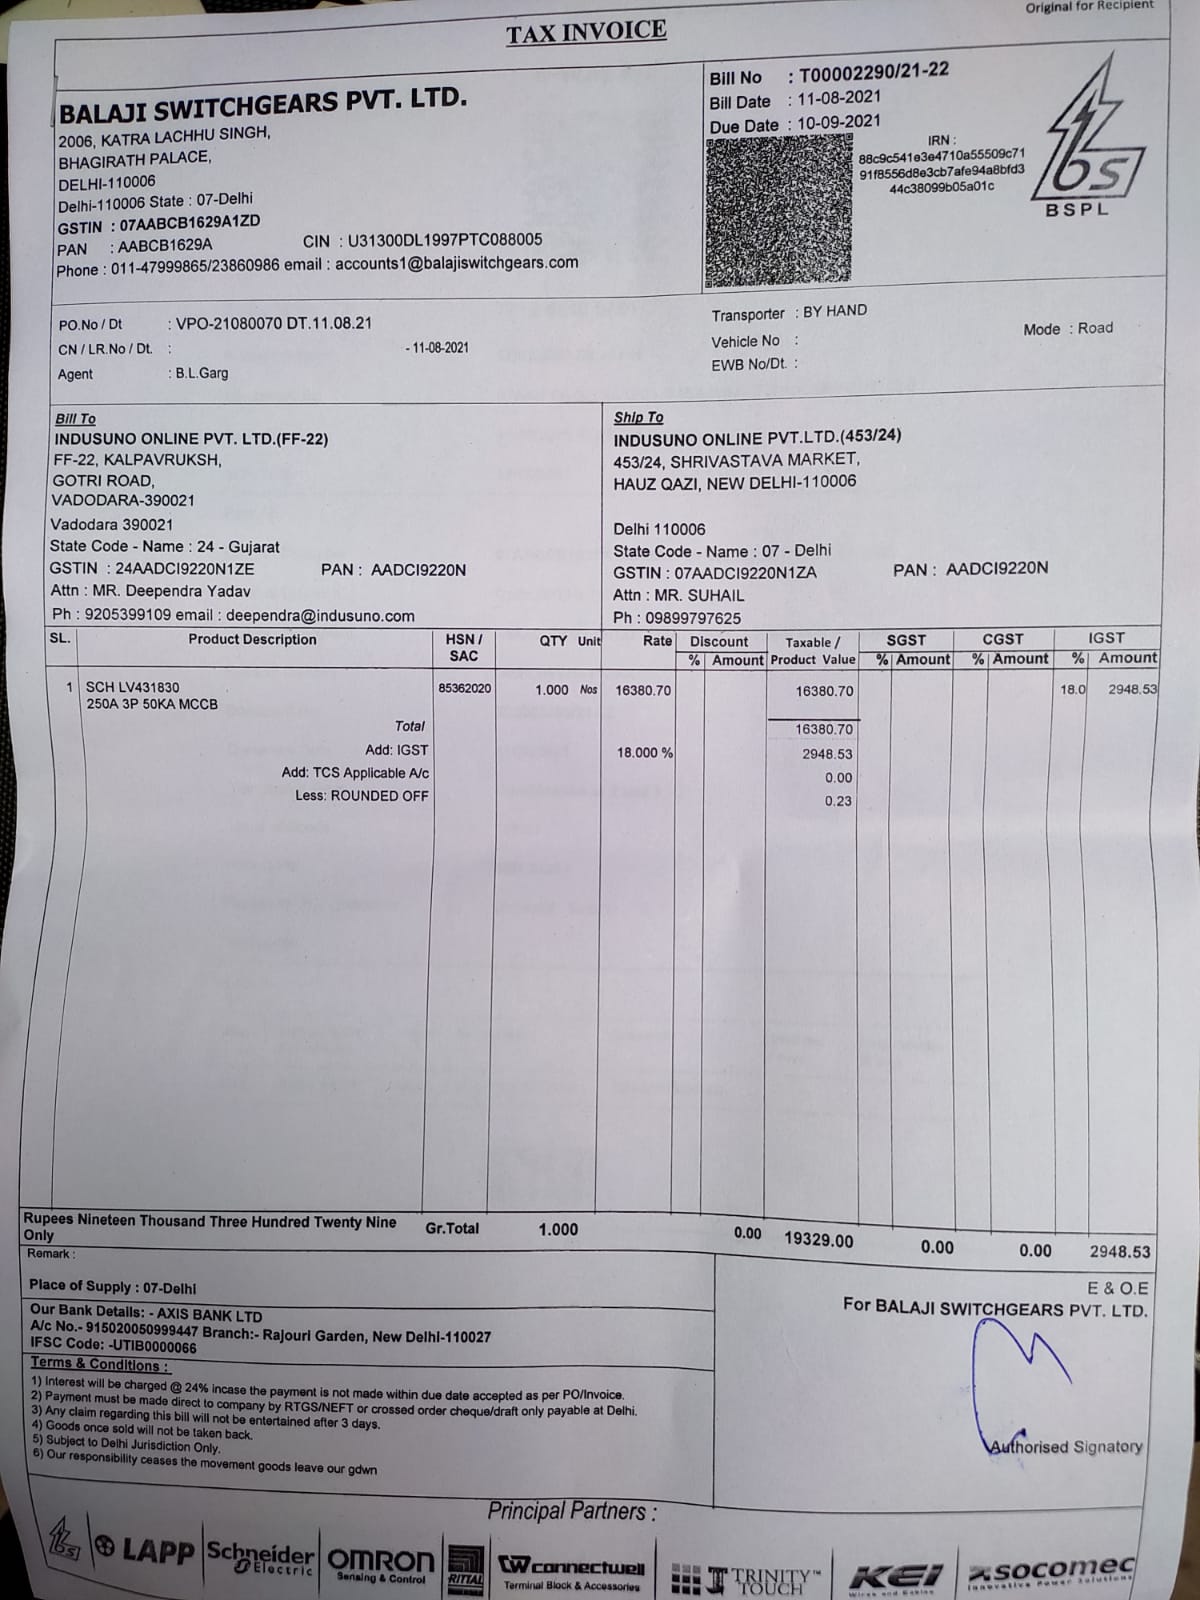 Original for Recipient
TAX INVOICE
BALAJI SWITCHGEARS PVT. LTD.
2006, KATRA LACHHU SINGH,
BHAGIRATH PALACE,
DELHI-110006
Delhi-110006 State : 07-Delhi
GSTIN : 07AABCB1629A1ZD
PAN : AABCB1629A CIN : U31300DL1997PTC088005
Phone : 011-47999865/23860986 email : accounts1@balajiswitchgears.com
Bill No : T00002290/21-22
Bill Date : 11-08-2021
Due Date : 10-09-2021
IRN :
88c9c541e3e4710a55509c71
91f8556d8e3cb7afe94a8bfd3
44c38099b05a01c
BSPL
PO.No / Dt : VPO-21080070 DT.11.08.21
CN / LR.No / Dt. : - 11-08-2021
Agent : B.L.Garg
Transporter : BY HAND
Vehicle No :
EWB No/Dt. :
Mode : Road
Bill To
INDUSUNO ONLINE PVT. LTD.(FF-22)
FF-22, KALPAVRUKSH,
GOTRI ROAD,
VADODARA-390021
Vadodara 390021
State Code - Name : 24 - Gujarat
GSTIN : 24AADCI9220N1ZE PAN : AADCI9220N
Attn : MR. Deependra Yadav
Ph : 9205399109 email : deependra@indusuno.com
Ship To
INDUSUNO ONLINE PVT.LTD.(453/24)
453/24, SHRIVASTAVA MARKET,
HAUZ QAZI, NEW DELHI-110006
Delhi 110006
State Code - Name : 07 - Delhi
GSTIN : 07AADCI9220N1ZA PAN : AADCI9220N
Attn : MR. SUHAIL
Ph : 09899797625
SL. Product Description HSN / SAC QTY Unit Rate Discount Taxable / SGST CGST IGST
% Amount Product Value % Amount % Amount % Amount
1 SCH LV431830 85362020 1.000 Nos 16380.70 16380.70 18.0 2948.53
250A 3P 50KA MCCB
Total 16380.70
Add: IGST 18.000 % 2948.53
Add: TCS Applicable A/c 0.00
Less: ROUNDED OFF 0.23
Rupees Nineteen Thousand Three Hundred Twenty Nine
Only
Gr.Total 1.000 0.00 19329.00 0.00 0.00 2948.53
Remark :
Place of Supply : 07-Delhi
Our Bank Details: - AXIS BANK LTD
A/c No.- 915020050999447 Branch:- Rajouri Garden, New Delhi-110027
IFSC Code: -UTIB0000066
Terms & Conditions :
1) Interest will be charged @ 24% incase the payment is not made within due date accepted as per PO/Invoice.
2) Payment must be made direct to company by RTGS/NEFT or crossed order cheque/draft only payable at Delhi.
3) Any claim regarding this bill will not be entertained after 3 days.
4) Goods once sold will not be taken back.
5) Subject to Delhi Jurisdiction Only.
6) Our responsibility ceases the movement goods leave our gdwn
E & O.E
For BALAJI SWITCHGEARS PVT. LTD.
Authorised Signatory
Principal Partners :
LAPP
Schneider
Electric
OMRON
Sensing & Control
RITTAL
connectwell
Terminal Block & Accessories
TRINITY™
TOUCH
KEI
Wires and Cables
socomec
Innovative Power Solutions